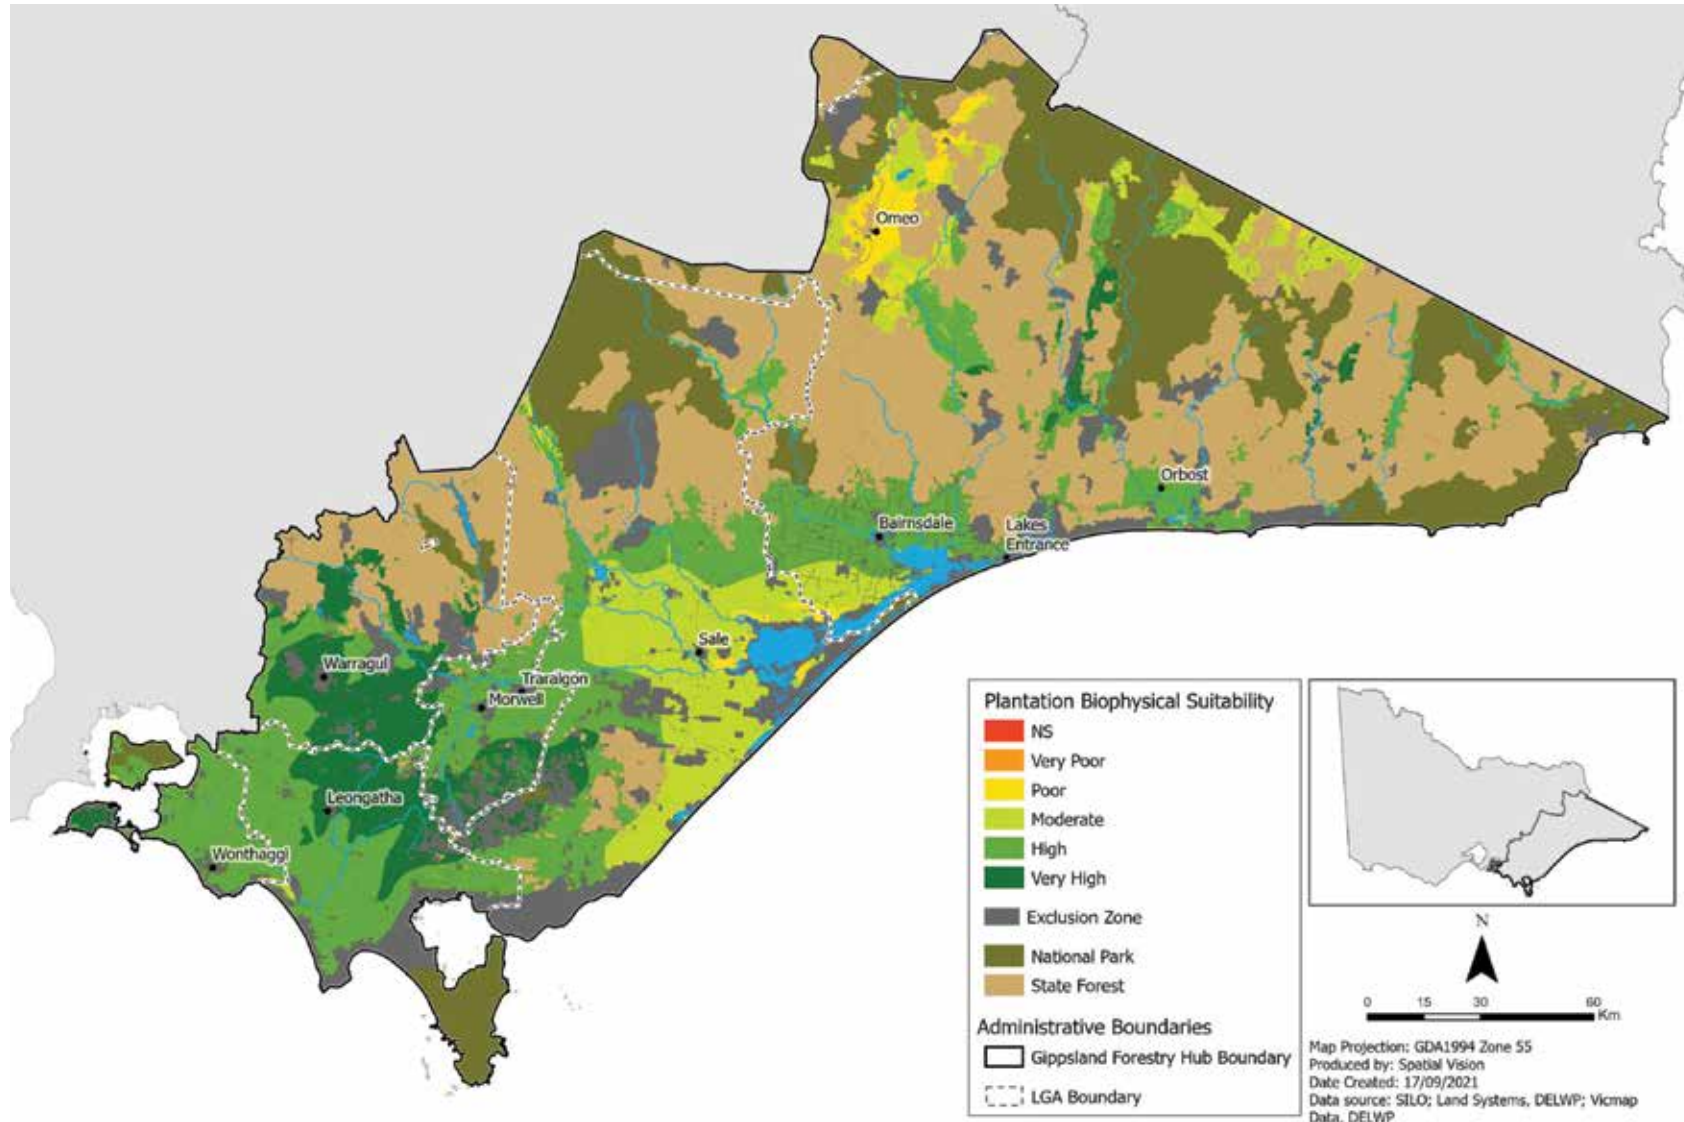 Omeo
Orbost
Bairnsdale
Lakes
Entrance
Sale
Warragul
Traralgon
Morwell
Leongatha
Wonthaggi
Plantation Biophysical Suitability
NS
Very Poor
Poor
Moderate
High
Very High
Exclusion Zone
National Park
State Forest
Administrative Boundaries
Gippsland Forestry Hub Boundary
LGA Boundary
N
0 15 30 60
Km
Map Projection: GDA1994 Zone 55
Produced by: Spatial Vision
Date Created: 17/09/2021
Data source: SILO; Land Systems, DELWP; Vicmap
Data, DELWP